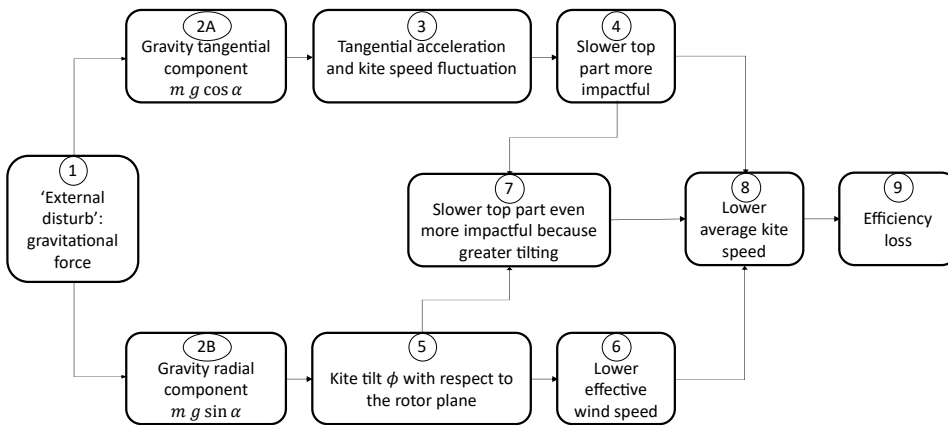 2A
Gravity tangential
component
m g cos α
3
Tangential acceleration
and kite speed fluctuation
4
Slower top
part more
impactful
1
‘External
disturb’:
gravitational
force
7
Slower top part even
more impactful because
greater tilting
8
Lower
average kite
speed
9
Efficiency
loss
2B
Gravity radial
component
m g sin α
5
Kite tilt ϕ with respect to
the rotor plane
6
Lower
effective
wind speed